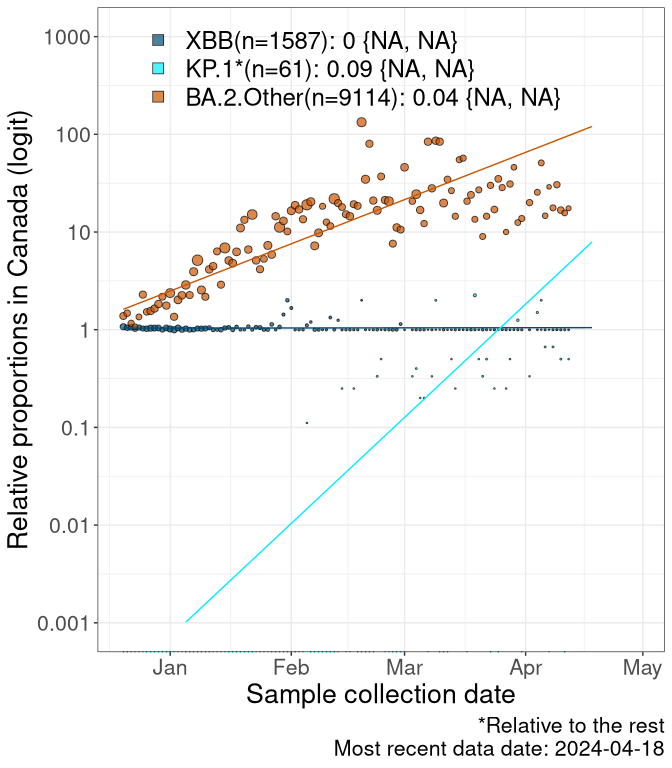 XBB(n=1587): 0 {NA, NA}
KP.1*(n=61): 0.09 {NA, NA}
BA.2.Other(n=9114): 0.04 {NA, NA}
Relative proportions in Canada (logit)
1000
100
10
1
0.1
0.01
0.001
Jan Feb Mar Apr May
Sample collection date
*Relative to the rest
Most recent data date: 2024-04-18